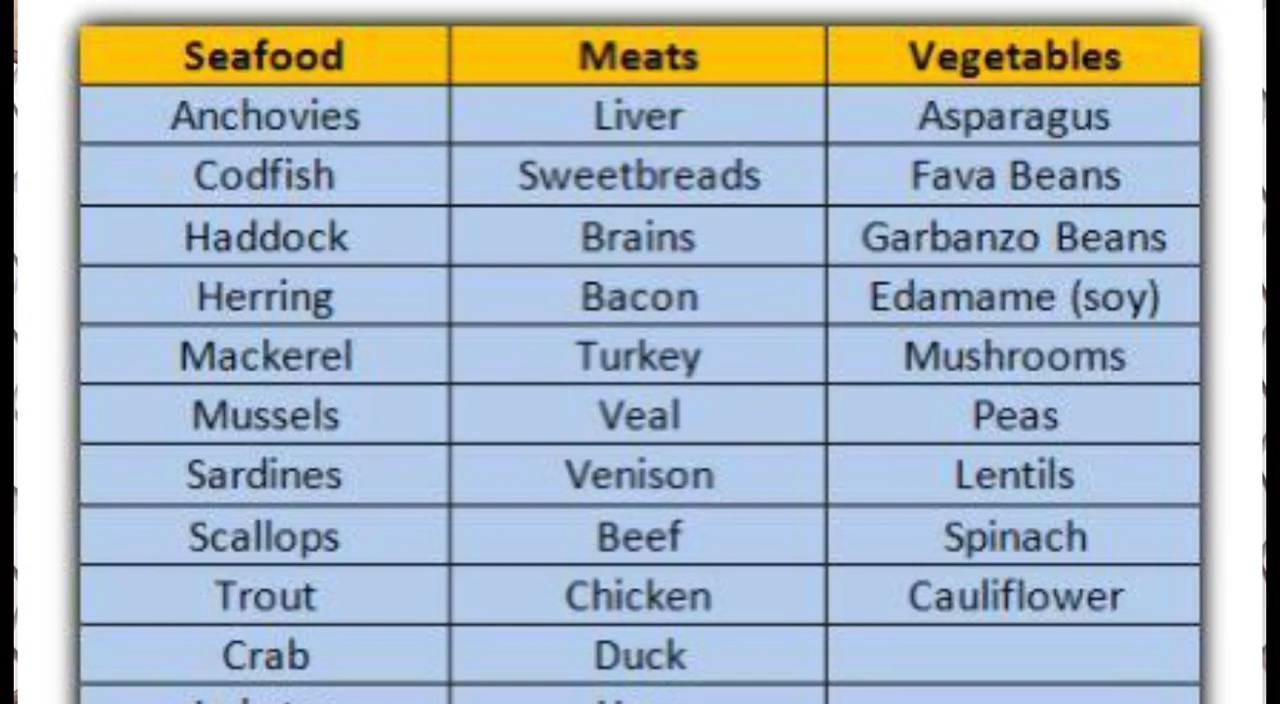 Seafood Meats Vegetables
Anchovies Liver Asparagus
Codfish Sweetbreads Fava Beans
Haddock Brains Garbanzo Beans
Herring Bacon Edamame (soy)
Mackerel Turkey Mushrooms
Mussels Veal Peas
Sardines Venison Lentils
Scallops Beef Spinach
Trout Chicken Cauliflower
Crab Duck